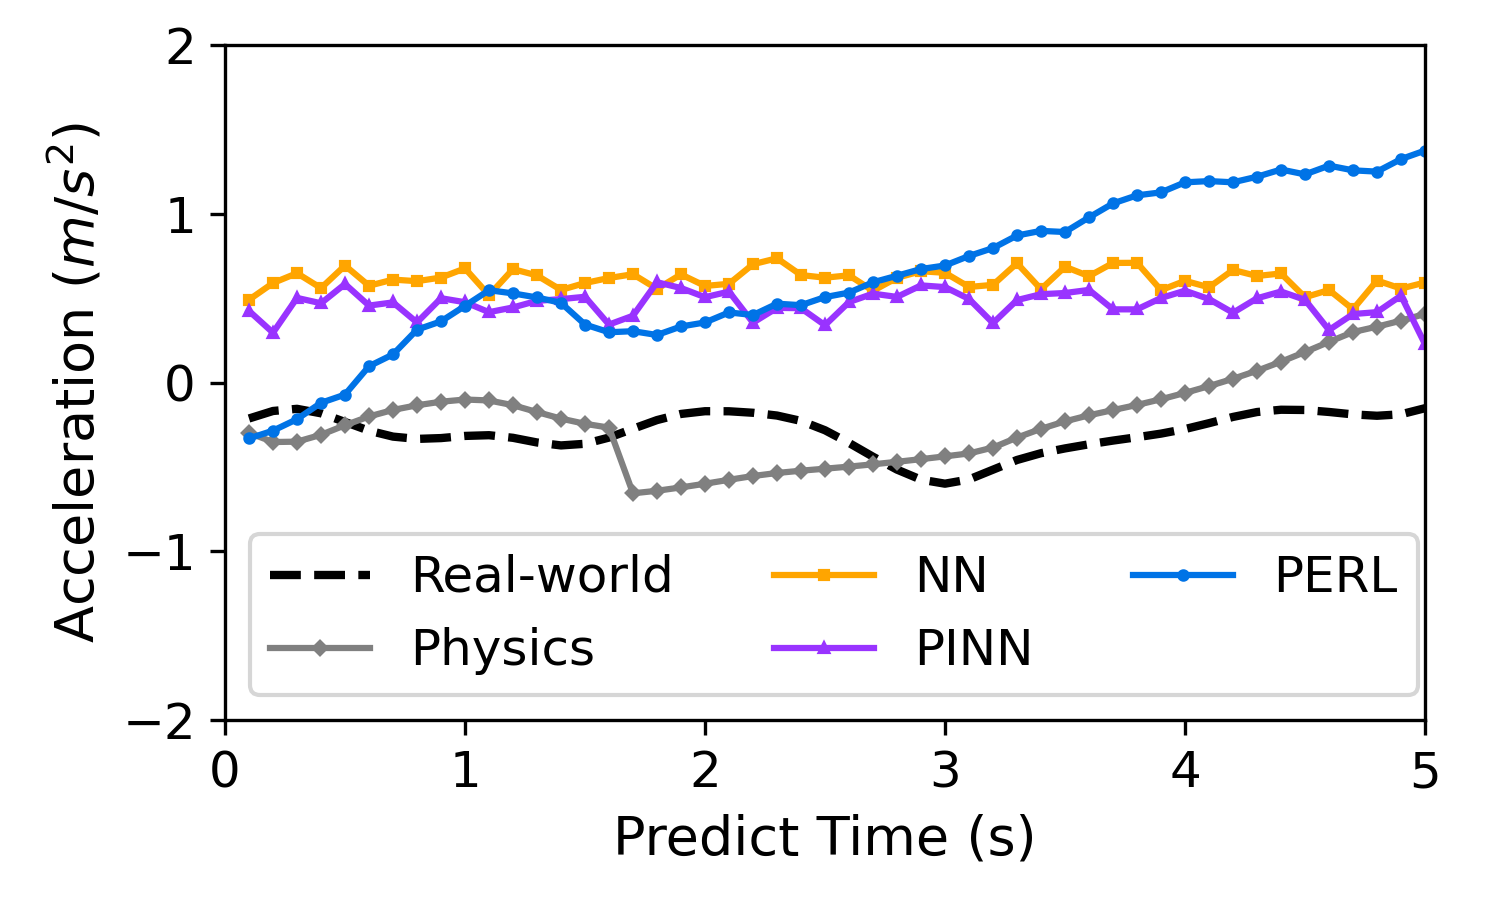 2
1
0
−1
−2
Acceleration (m/s²)
Real-world
Physics
NN
PINN
PERL
0 1 2 3 4 5
Predict Time (s)